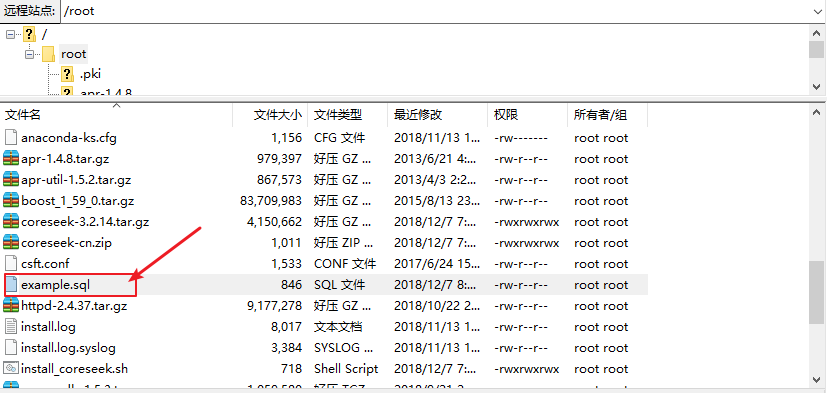 远程站点: /root
/
root
.pki
apr-1.4.8
文件名 文件大小 文件类型 最近修改 权限 所有者/组
anaconda-ks.cfg 1,156 CFG 文件 2018/11/13 1... -rw------- root root
apr-1.4.8.tar.gz 979,397 好压 GZ ... 2013/6/21 4:... -rw-r--r-- root root
apr-util-1.5.2.tar.gz 867,573 好压 GZ ... 2013/4/3 2:2... -rw-r--r-- root root
boost_1_59_0.tar.gz 83,709,983 好压 GZ ... 2015/8/13 23... -rw-r--r-- root root
coreseek-3.2.14.tar.gz 4,150,662 好压 GZ ... 2018/12/7 7:... -rwxrwxrwx root root
coreseek-cn.zip 1,011 好压 ZIP ... 2018/12/7 7:... -rwxrwxrwx root root
csft.conf 1,533 CONF 文件 2017/6/24 15... -rw-r--r-- root root
example.sql 846 SQL 文件 2018/12/7 8:... -rw-r--r-- root root
httpd-2.4.37.tar.gz 9,177,278 好压 GZ ... 2018/10/22 2... -rw-r--r-- root root
install.log 8,017 文本文档 2018/11/13 1... -rw-r--r-- root root
install.log.syslog 3,384 SYSLOG ... 2018/11/13 1... -rw-r--r-- root root
install_coreseek.sh 718 Shell Script 2018/12/7 7:... -rwxrwxrwx root root